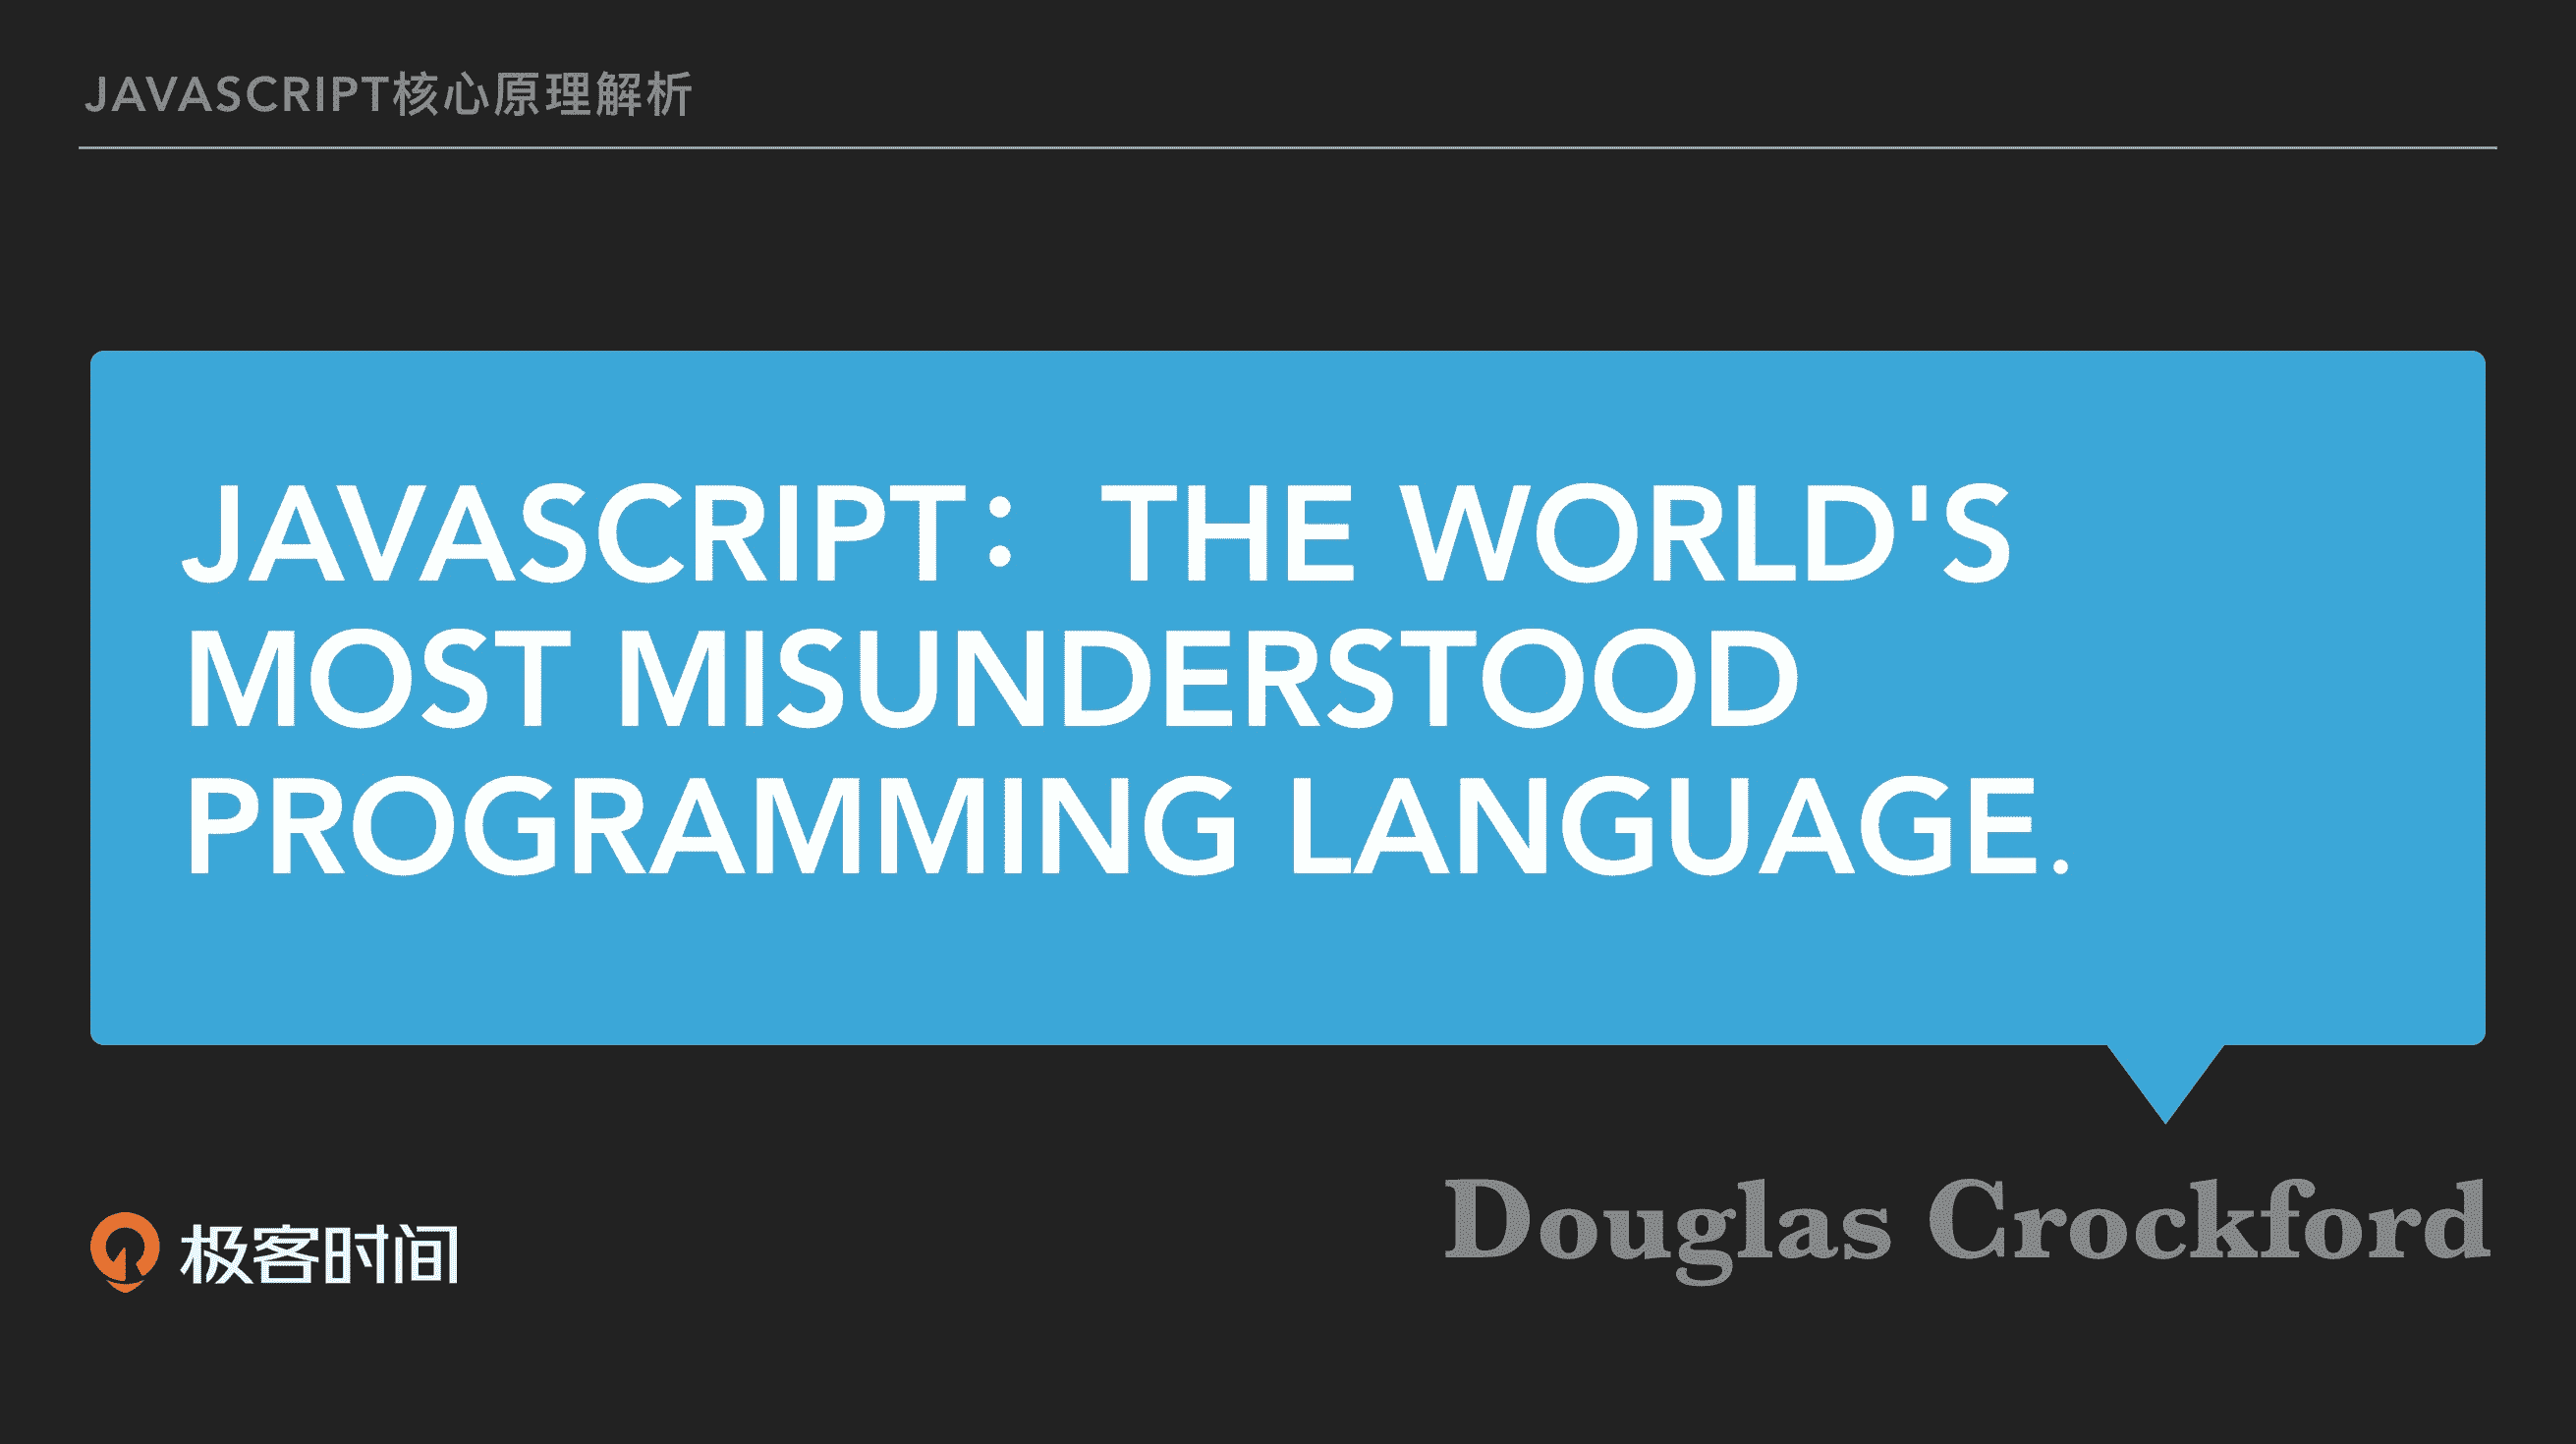 JAVASCRIPT核心原理解析
JAVASCRIPT：THE WORLD'S
MOST MISUNDERSTOOD
PROGRAMMING LANGUAGE.
Douglas Crockford
极客时间